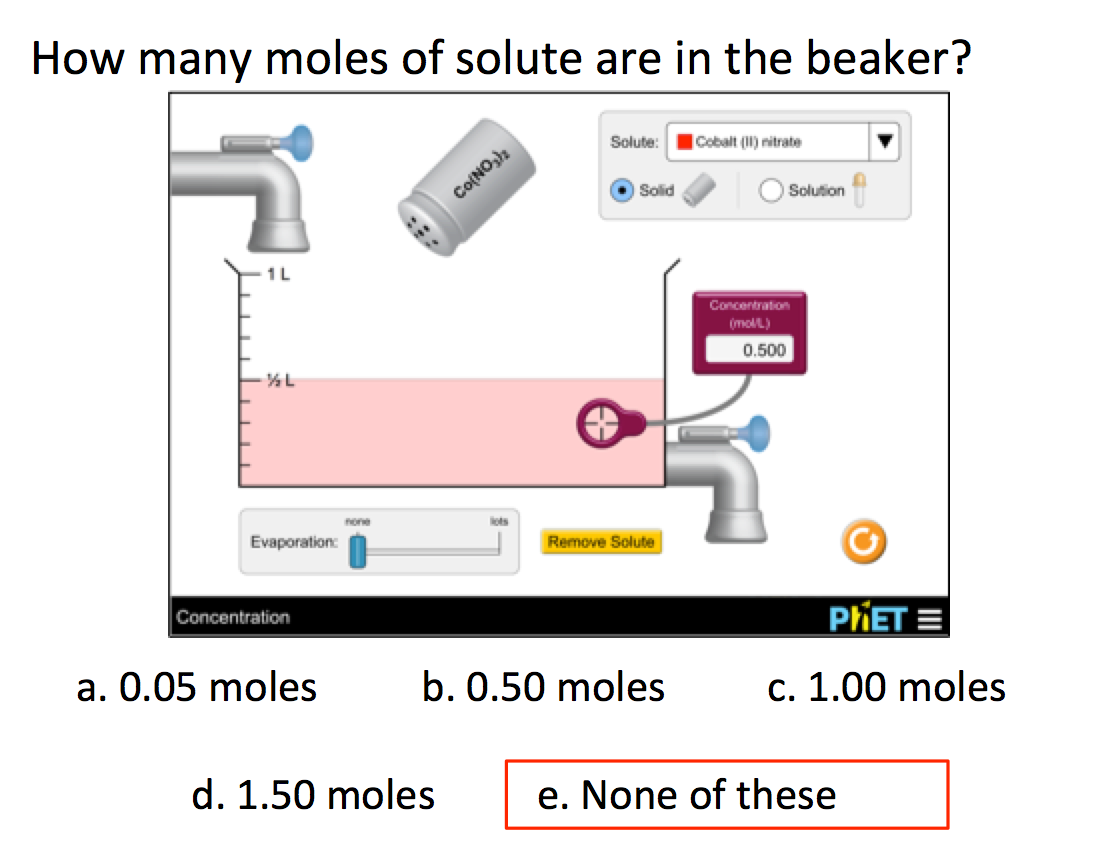 How many moles of solute are in the beaker?
Solute: Cobalt (II) nitrate
Co(NO₃)₂
Solid
Solution
1 L
Concentration
(mol/L)
0.500
½ L
none
lots
Evaporation:
Remove Solute
Concentration
PhET
a. 0.05 moles b. 0.50 moles c. 1.00 moles
d. 1.50 moles e. None of these